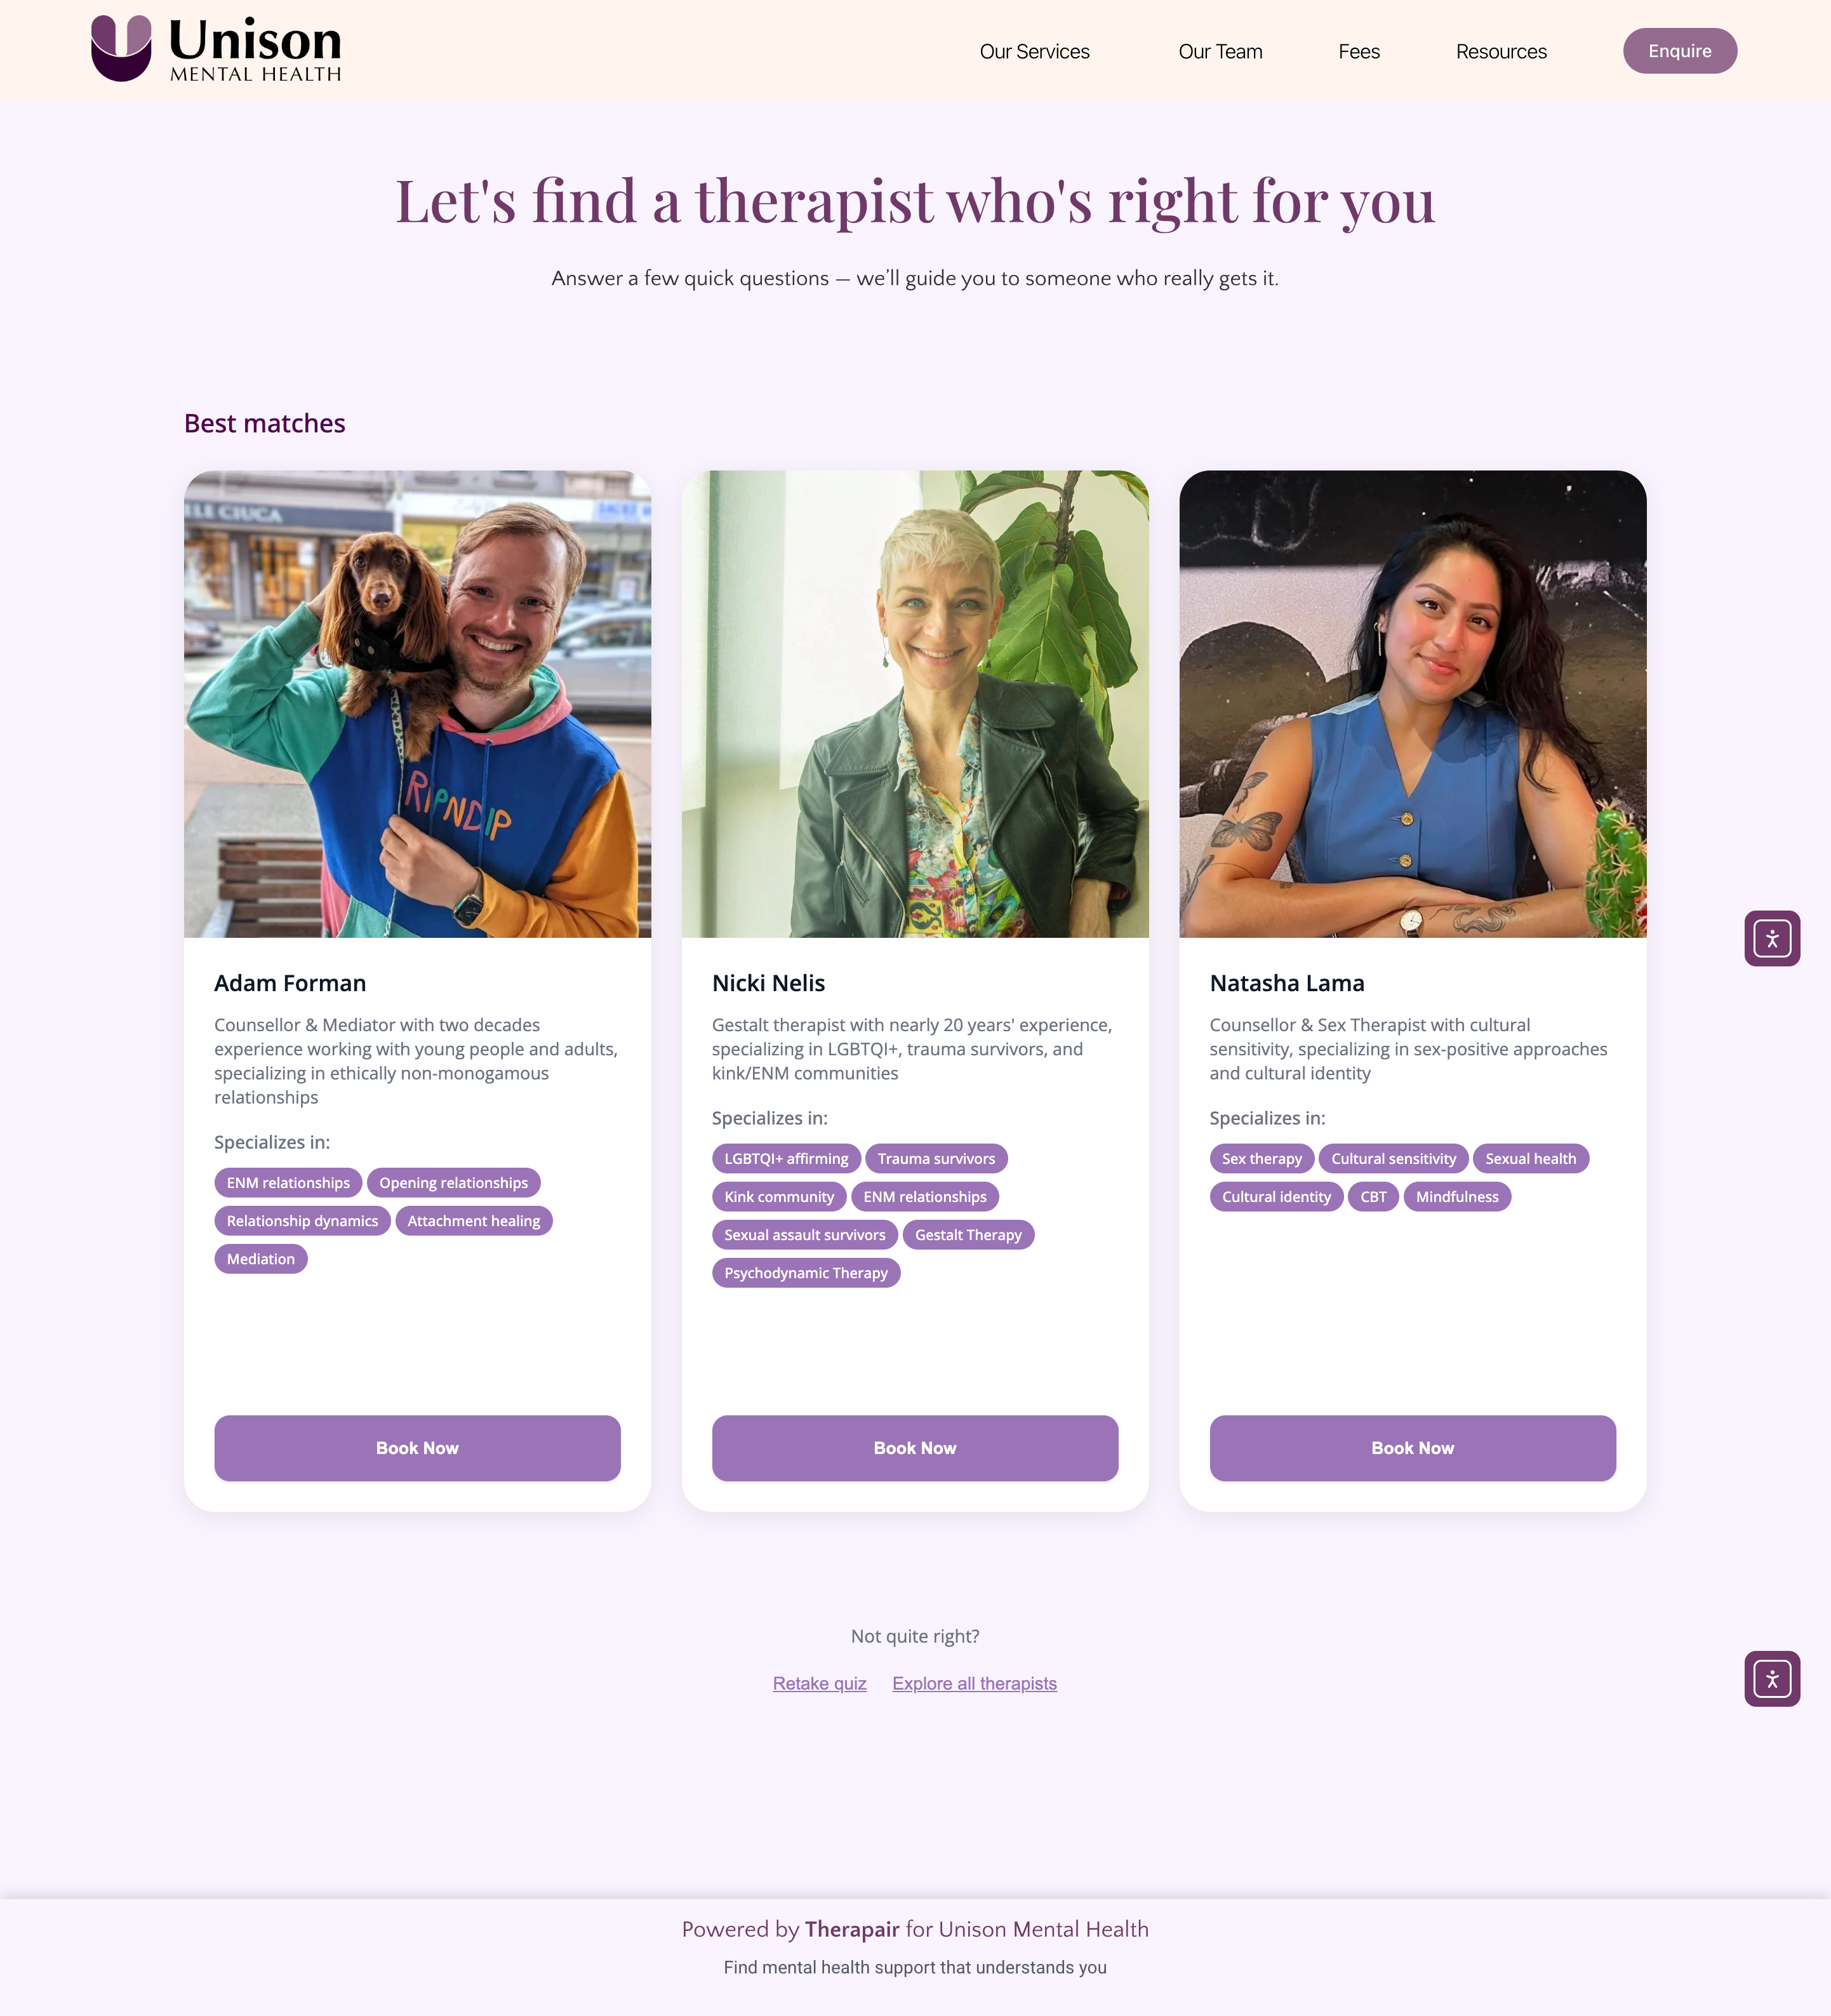 Unison
MENTAL HEALTH
Our Services
Our Team
Fees
Resources
Enquire
Let's find a therapist who's right for you
Answer a few quick questions — we’ll guide you to someone who really gets it.
Best matches
ELE CIUCA
RIPNDIP
Adam Forman
Counsellor & Mediator with two decades
experience working with young people and adults,
specializing in ethically non-monogamous
relationships
Specializes in:
ENM relationships
Opening relationships
Relationship dynamics
Attachment healing
Mediation
Book Now
Nicki Nelis
Gestalt therapist with nearly 20 years' experience,
specializing in LGBTQI+, trauma survivors, and
kink/ENM communities
Specializes in:
LGBTQI+ affirming
Trauma survivors
Kink community
ENM relationships
Sexual assault survivors
Gestalt Therapy
Psychodynamic Therapy
Book Now
Natasha Lama
Counsellor & Sex Therapist with cultural
sensitivity, specializing in sex-positive approaches
and cultural identity
Specializes in:
Sex therapy
Cultural sensitivity
Sexual health
Cultural identity
CBT
Mindfulness
Book Now
Not quite right?
Retake quiz
Explore all therapists
Powered by Therapair for Unison Mental Health
Find mental health support that understands you